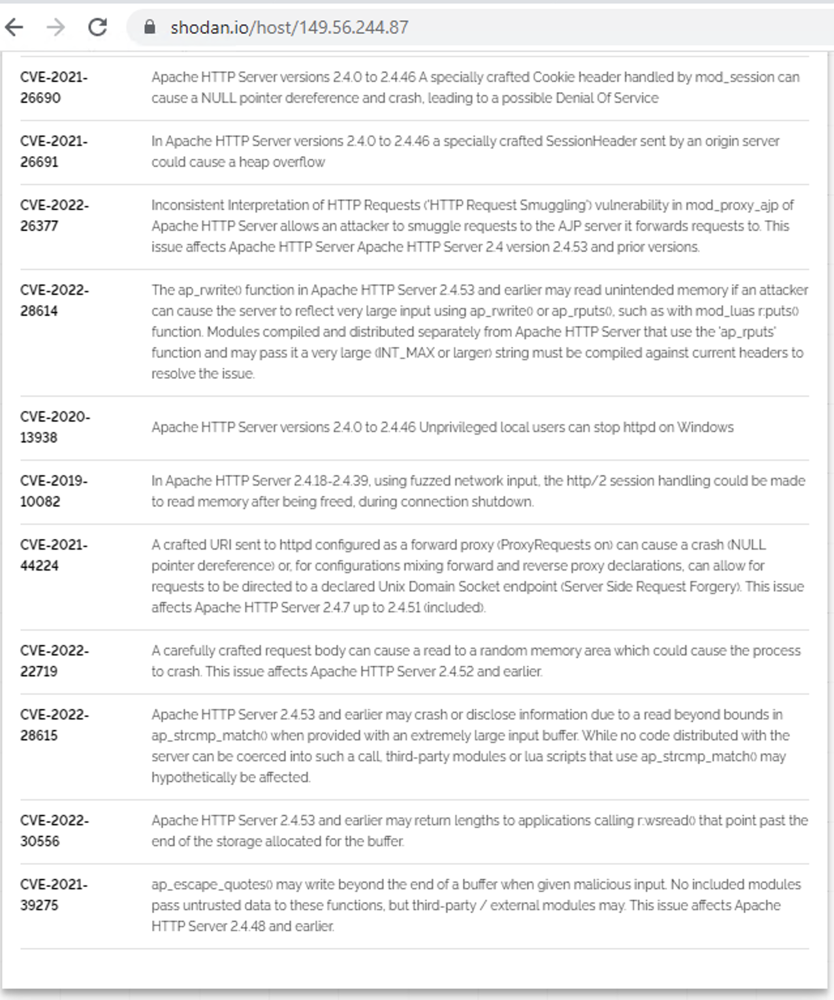 shodan.io/host/149.56.244.87
CVE-2021-
26690
Apache HTTP Server versions 2.4.0 to 2.4.46 A specially crafted Cookie header handled by mod_session can
cause a NULL pointer dereference and crash, leading to a possible Denial Of Service
CVE-2021-
26691
In Apache HTTP Server versions 2.4.0 to 2.4.46 a specially crafted SessionHeader sent by an origin server
could cause a heap overflow
CVE-2022-
26377
Inconsistent Interpretation of HTTP Requests ('HTTP Request Smuggling') vulnerability in mod_proxy_ajp of
Apache HTTP Server allows an attacker to smuggle requests to the AJP server it forwards requests to. This
issue affects Apache HTTP Server Apache HTTP Server 2.4 version 2.4.53 and prior versions.
CVE-2022-
28614
The ap_rwrite() function in Apache HTTP Server 2.4.53 and earlier may read unintended memory if an attacker
can cause the server to reflect very large input using ap_rwrite() or ap_rputs(), such as with mod_luas r:puts()
function. Modules compiled and distributed separately from Apache HTTP Server that use the 'ap_rputs'
function and may pass it a very large (INT_MAX or larger) string must be compiled against current headers to
resolve the issue.
CVE-2020-
13938
Apache HTTP Server versions 2.4.0 to 2.4.46 Unprivileged local users can stop httpd on Windows
CVE-2019-
10082
In Apache HTTP Server 2.4.18-2.4.39, using fuzzed network input, the http/2 session handling could be made
to read memory after being freed, during connection shutdown.
CVE-2021-
44224
A crafted URI sent to httpd configured as a forward proxy (ProxyRequests on) can cause a crash (NULL
pointer dereference) or, for configurations mixing forward and reverse proxy declarations, can allow for
requests to be directed to a declared Unix Domain Socket endpoint (Server Side Request Forgery). This issue
affects Apache HTTP Server 2.4.7 up to 2.4.51 (included).
CVE-2022-
22719
A carefully crafted request body can cause a read to a random memory area which could cause the process
to crash. This issue affects Apache HTTP Server 2.4.52 and earlier.
CVE-2022-
28615
Apache HTTP Server 2.4.53 and earlier may crash or disclose information due to a read beyond bounds in
ap_strcmp_match() when provided with an extremely large input buffer. While no code distributed with the
server can be coerced into such a call, third-party modules or lua scripts that use ap_strcmp_match() may
hypothetically be affected.
CVE-2022-
30556
Apache HTTP Server 2.4.53 and earlier may return lengths to applications calling r:wsread() that point past the
end of the storage allocated for the buffer.
CVE-2021-
39275
ap_escape_quotes() may write beyond the end of a buffer when given malicious input. No included modules
pass untrusted data to these functions, but third-party / external modules may. This issue affects Apache
HTTP Server 2.4.48 and earlier.